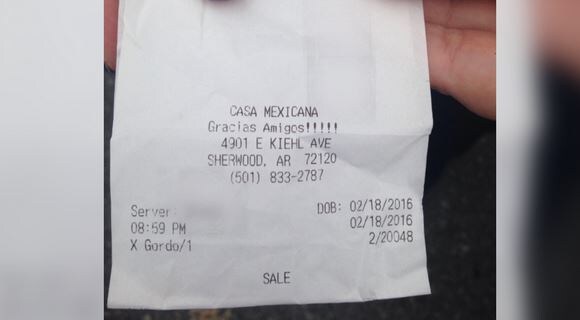 CASA MEXICANA
Gracias Amigos!!!!!
4901 E KIEHL AVE
SHERWOOD, AR 72120
(501) 833-2787
Server DOB: 02/18/2016
08:59 PM 02/18/2016
X Gordo/1 2/20048
SALE